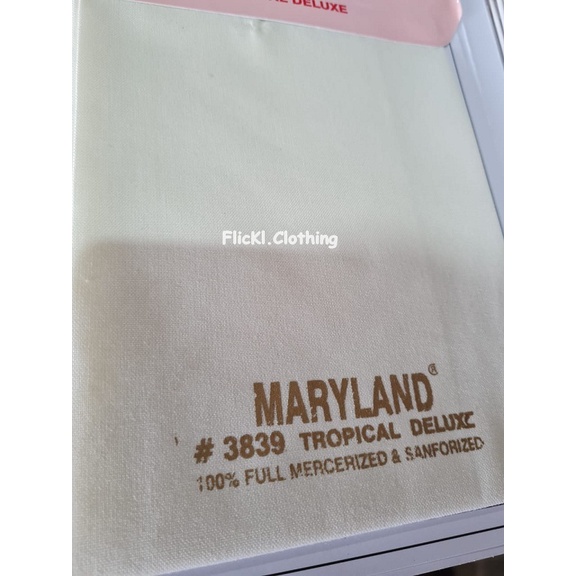 DELUXE
FlicKl.Clothing
MARYLAND®
# 3839 TROPICAL DELUXE
100% FULL MERCERIZED & SANFORIZED